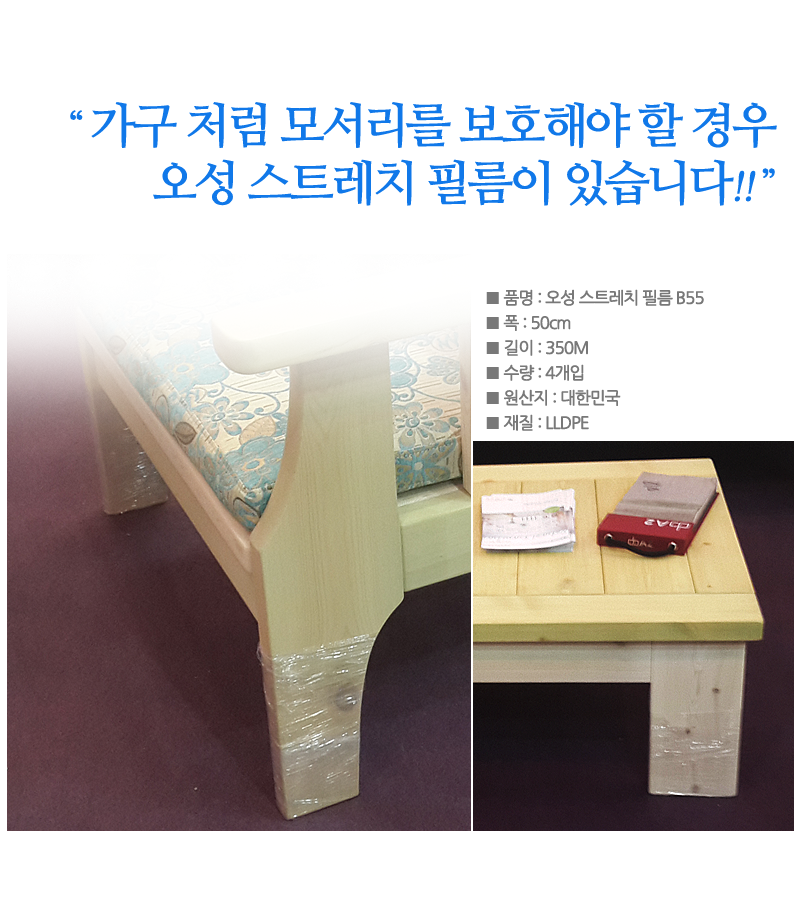 “ 가구 처럼 모서리를 보호해야 할 경우
오성 스트레치 필름이 있습니다!! ”
■ 품명 : 오성 스트레치 필름 B55
■ 폭 : 50cm
■ 길이 : 350M
■ 수량 : 4개입
■ 원산지 : 대한민국
■ 재질 : LLDPE